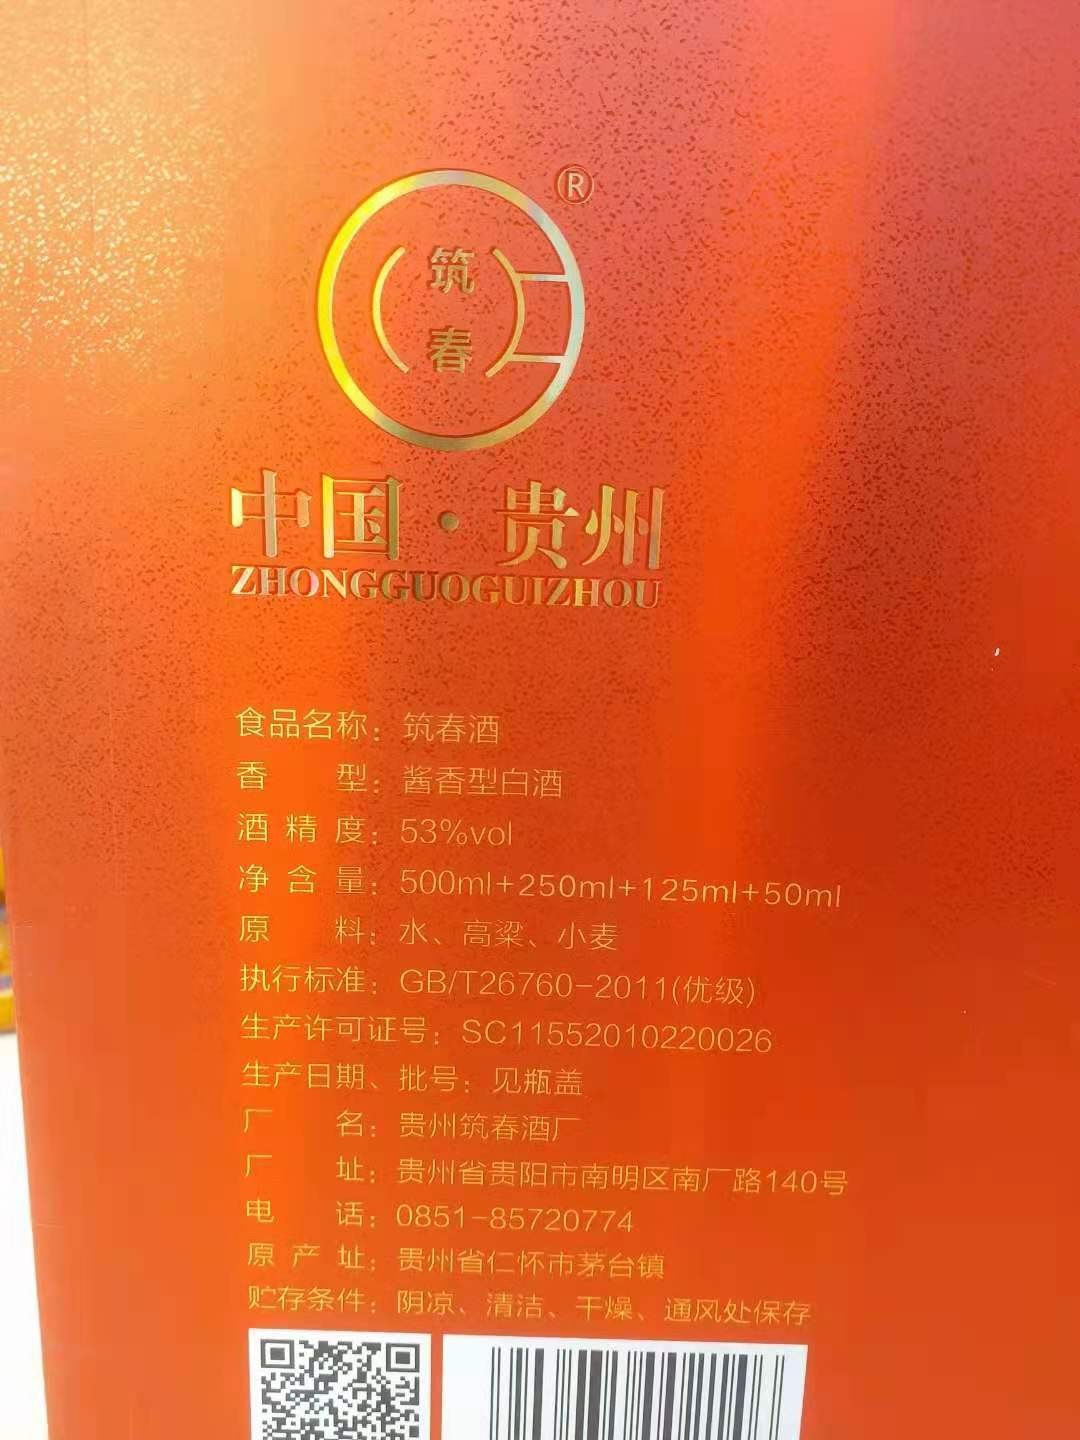 ®
筑
春
中国·贵州
ZHONGGUOGUIZHOU
食品名称：筑春酒
香 型：酱香型白酒
酒精度：53%vol
净含量：500ml+250ml+125ml+50ml
原 料：水、高粱、小麦
执行标准：GB/T26760-2011(优级)
生产许可证号：SC11552010220026
生产日期、批号：见瓶盖
厂 名：贵州筑春酒厂
厂 址：贵州省贵阳市南明区南厂路140号
电 话：0851-85720774
原产址：贵州省仁怀市茅台镇
贮存条件：阴凉、清洁、干燥、通风处保存